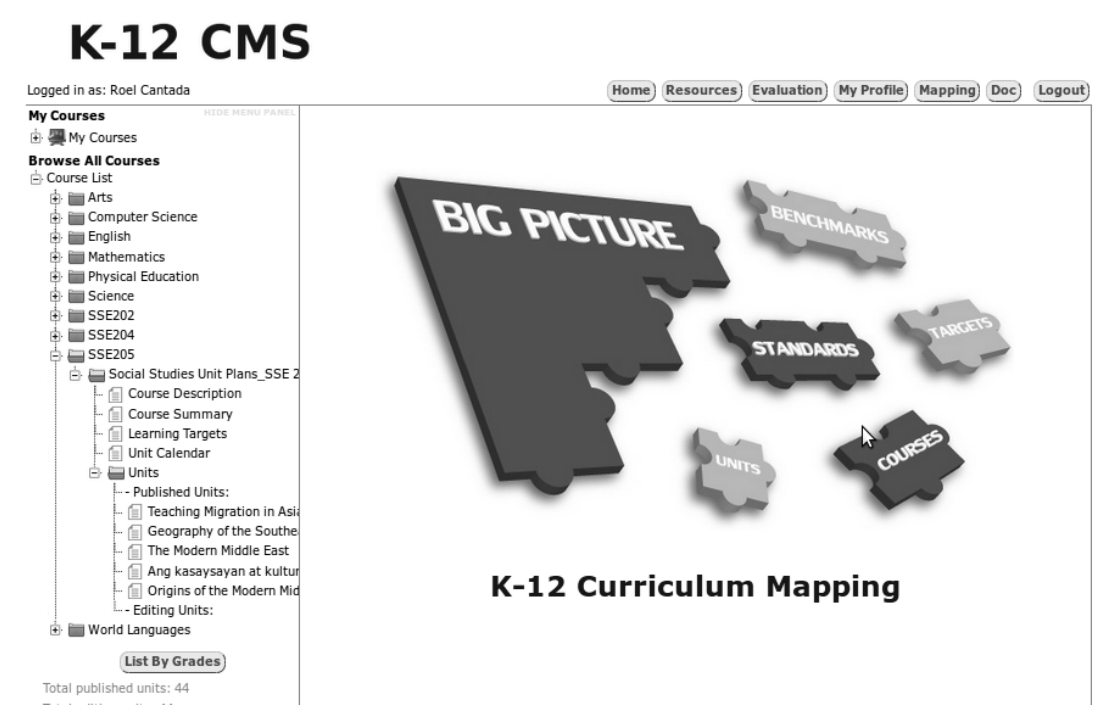 K-12 CMS
Logged in as: Roel Cantada
Home Resources Evaluation My Profile Mapping Doc Logout
My Courses
HIDE MENU PANEL
My Courses
Browse All Courses
Course List
Arts
Computer Science
English
Mathematics
Physical Education
Science
SSE202
SSE204
SSE205
Social Studies Unit Plans_SSE 2
Course Description
Course Summary
Learning Targets
Unit Calendar
Units
- Published Units:
Teaching Migration in Asia
Geography of the Southe
The Modern Middle East
Ang kasaysayan at kultur
Origins of the Modern Mid
- Editing Units:
World Languages
List By Grades
Total published units: 44
BIG PICTURE
BENCHMARKS
TARGETS
STANDARDS
COURSES
UNITS
K-12 Curriculum Mapping